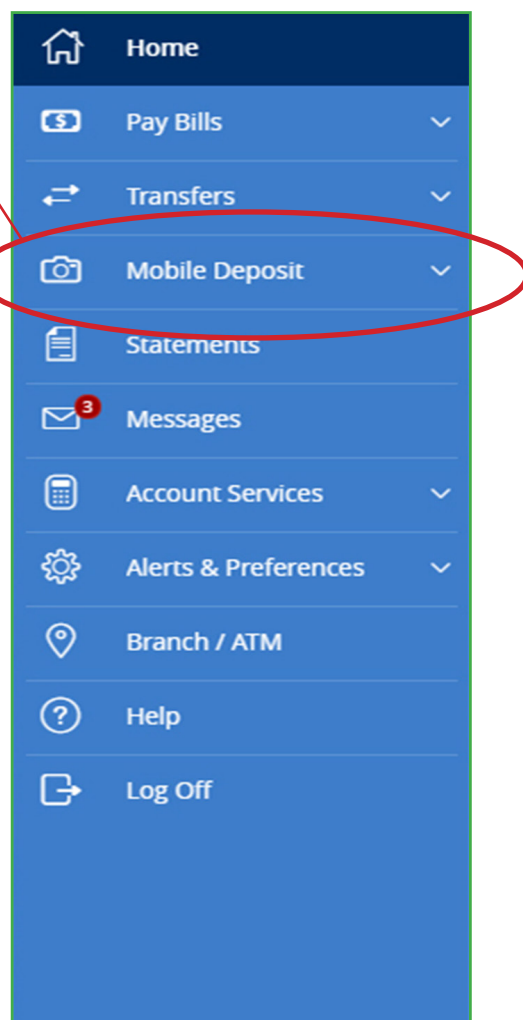 Home
Pay Bills
Transfers
Mobile Deposit
Statements
3
Messages
Account Services
Alerts & Preferences
Branch / ATM
Help
Log Off